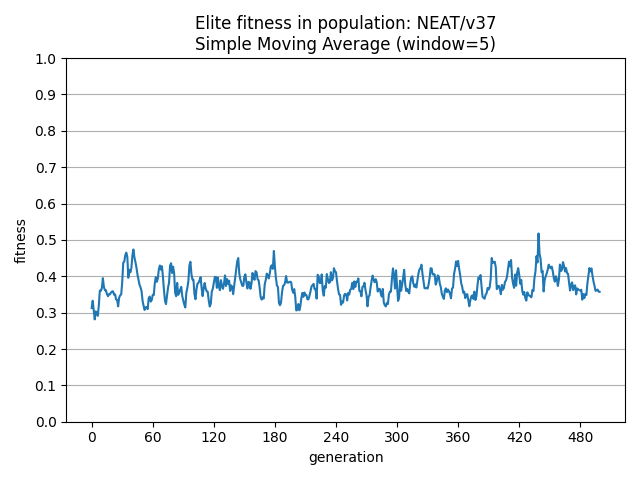 Elite fitness in population: NEAT/v37
Simple Moving Average (window=5)
1.0
0.9
0.8
0.7
0.6
0.5
0.4
0.3
0.2
0.1
0.0
fitness
0 60 120 180 240 300 360 420 480
generation